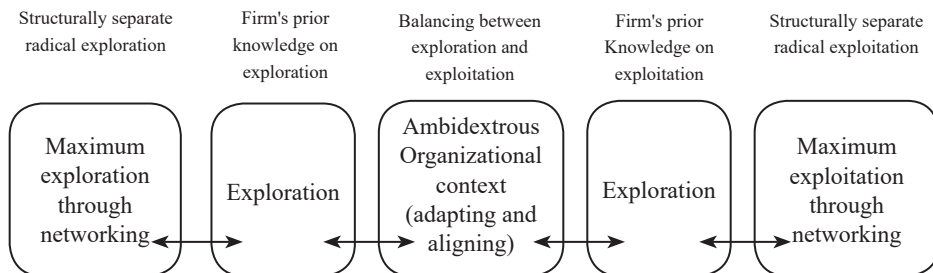 Structurally separate
radical exploration
Firm's prior
knowledge on
exploration
Balancing between
exploration and
exploitation
Firm's prior
Knowledge on
exploitation
Structurally separate
radical exploitation
Maximum
exploration
through
networking
Exploration
Ambidextrous
Organizational
context
(adapting and
aligning)
Exploration
Maximum
exploitation
through
networking